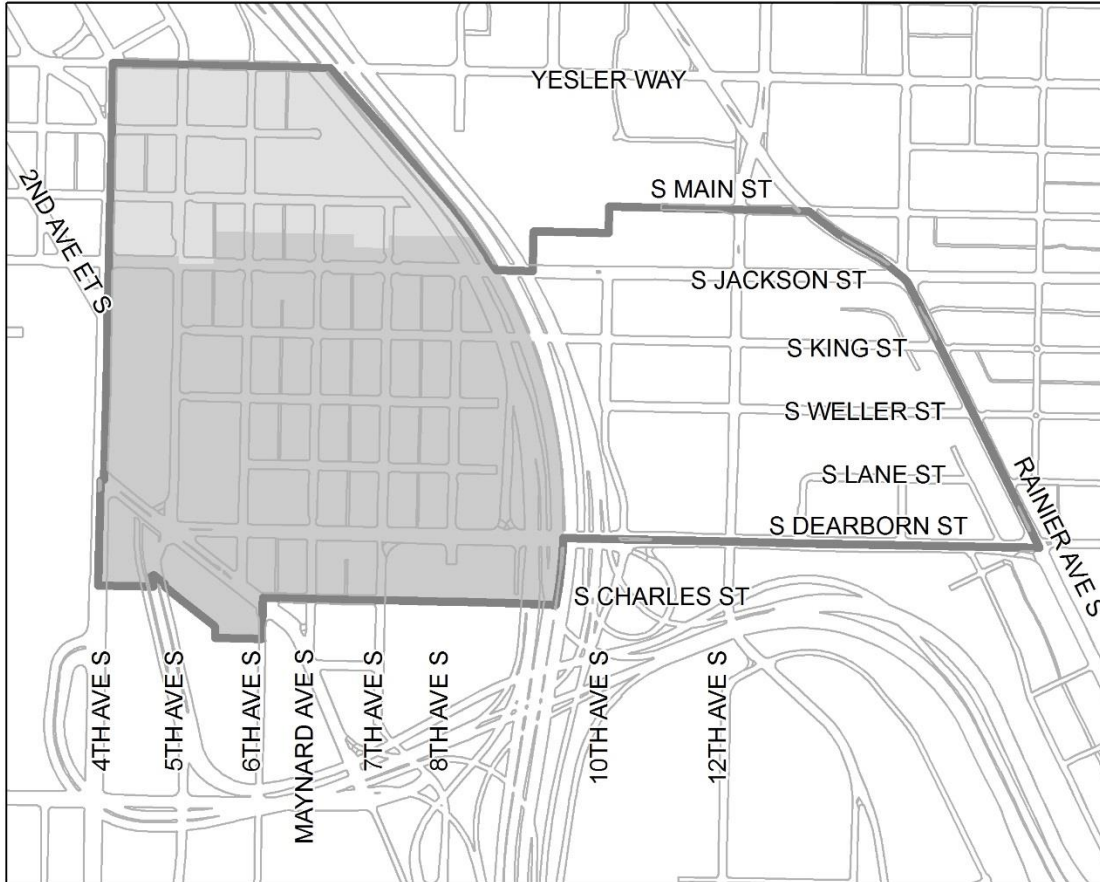 YESLER WAY
2ND AVE ET S
S MAIN ST
S JACKSON ST
S KING ST
S WELLER ST
S LANE ST
RAINIER AVE S
S DEARBORN ST
S CHARLES ST
4TH AVE S
5TH AVE S
6TH AVE S
MAYNARD AVE S
7TH AVE S
8TH AVE S
10TH AVE S
12TH AVE S